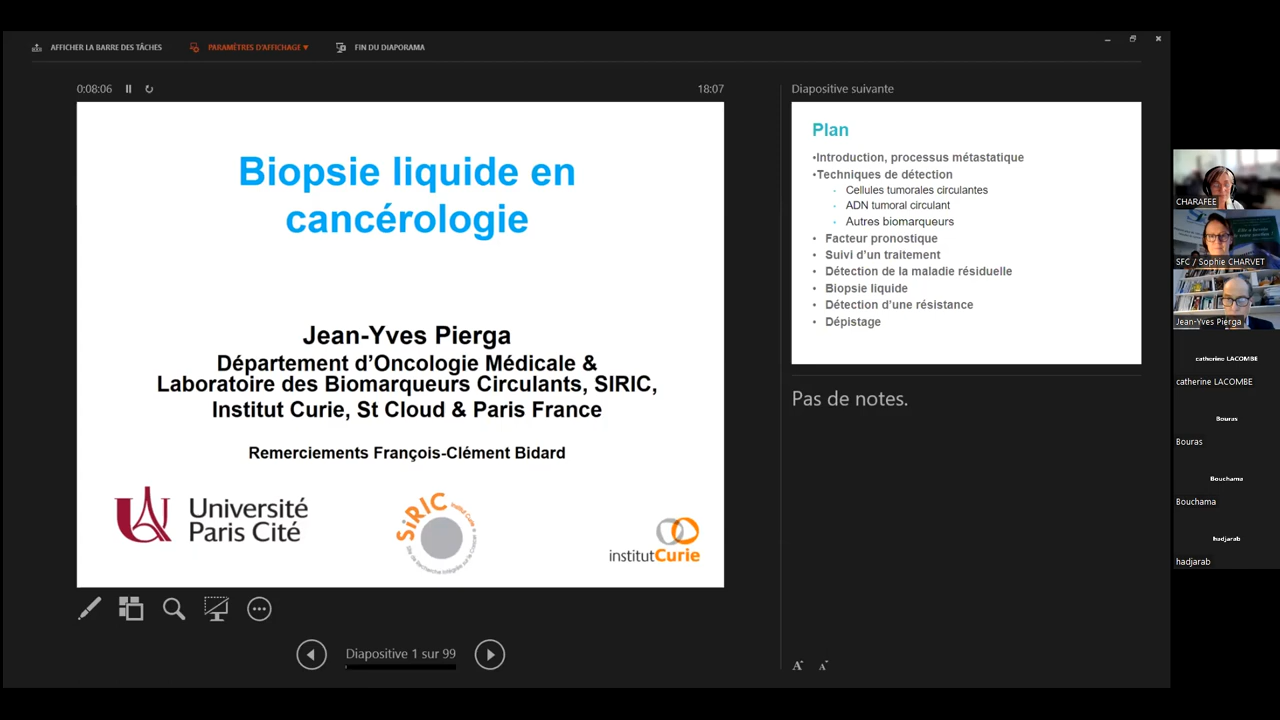 AFFICHER LA BARRE DES TÂCHES
PARAMÈTRES D'AFFICHAGE ▼
FIN DU DIAPORAMA
0:08:06
18:07
Biopsie liquide en
cancérologie
Jean-Yves Pierga
Département d'Oncologie Médicale &
Laboratoire des Biomarqueurs Circulants, SIRIC,
Institut Curie, St Cloud & Paris France
Remerciements François-Clément Bidard
Université
Paris Cité
SiRIC
institutCurie
Diapositive 1 sur 99
Diapositive suivante
Plan
•Introduction, processus métastatique
•Techniques de détection
- Cellules tumorales circulantes
- ADN tumoral circulant
- Autres biomarqueurs
• Facteur pronostique
• Suivi d'un traitement
• Détection de la maladie résiduelle
• Biopsie liquide
• Détection d'une résistance
• Dépistage
Pas de notes.
A A
CHARAFEE
SFC / Sophie CHARVET
Jean-Yves Pierga
catherine LACOMBE
catherine LACOMBE
Bouras
Bouras
Bouchama
Bouchama
hadjarab
hadjarab